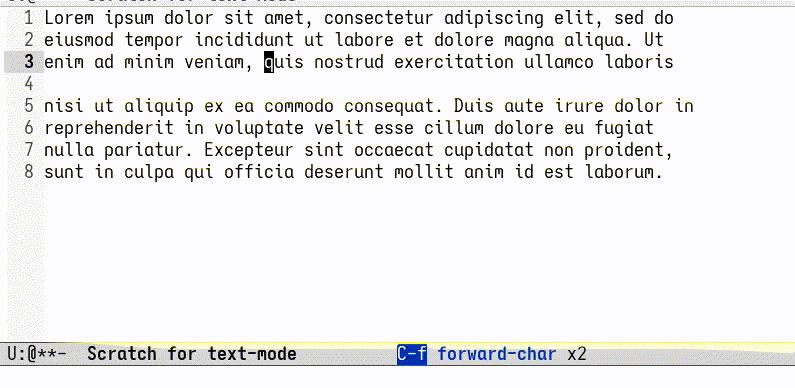 1 Lorem ipsum dolor sit amet, consectetur adipiscing elit, sed do
2 eiusmod tempor incididunt ut labore et dolore magna aliqua. Ut
3 enim ad minim veniam, quis nostrud exercitation ullamco laboris
4
5 nisi ut aliquip ex ea commodo consequat. Duis aute irure dolor in
6 reprehenderit in voluptate velit esse cillum dolore eu fugiat
7 nulla pariatur. Excepteur sint occaecat cupidatat non proident,
8 sunt in culpa qui officia deserunt mollit anim id est laborum.
U:@**- Scratch for text-mode C-f forward-char x2